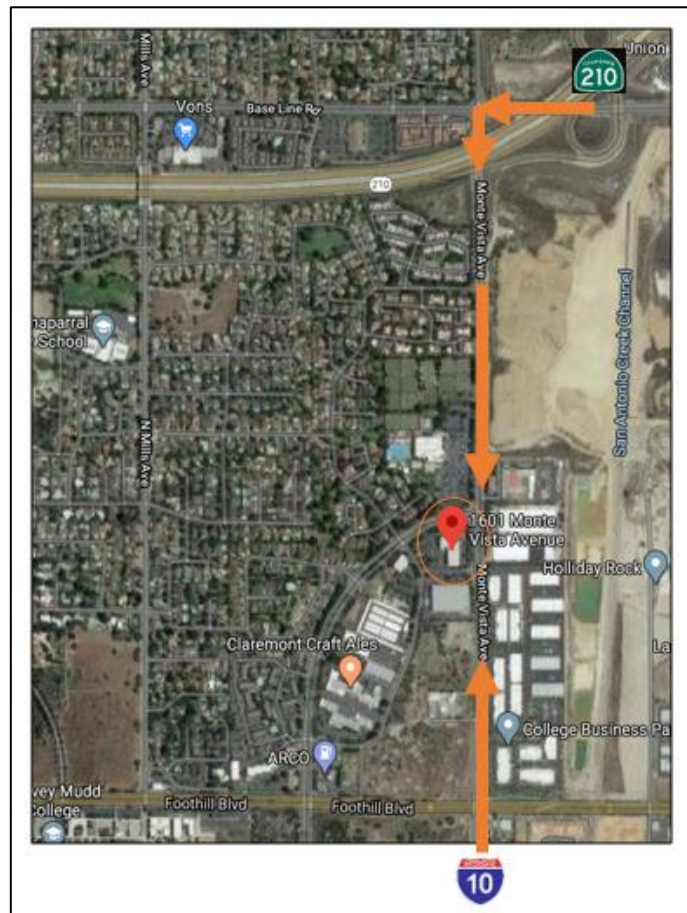 Mills Ave
Union
CALIFORNIA
210
Vons
Base Line Rd
210
Monte Vista Ave
San Antonio Creek Channel
haparral
School
N Mills Ave
1601 Monte
Vista Avenue
Holliday Rock
Monte Vista Ave
La
Claremont Craft Ales
College Business Pa
ARCO
vey Mudd
College
Foothill Blvd
Foothill Blvd
10